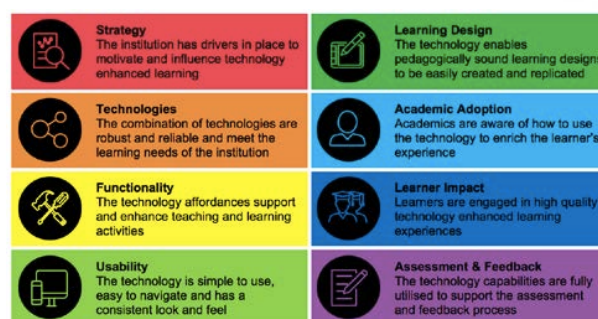 Strategy
The institution has drivers in place to
motivate and influence technology
enhanced learning
Learning Design
The technology enables
pedagogically sound learning designs
to be easily created and replicated
Technologies
The combination of technologies are
robust and reliable and meet the
learning needs of the institution
Academic Adoption
Academics are aware of how to use
the technology to enrich the learner's
experience
Functionality
The technology affordances support
and enhance teaching and learning
activities
Learner Impact
Learners are engaged in high quality
technology enhanced learning
experiences
Usability
The technology is simple to use,
easy to navigate and has a
consistent look and feel
Assessment & Feedback
The technology capabilities are fully
utilised to support the assessment
and feedback process